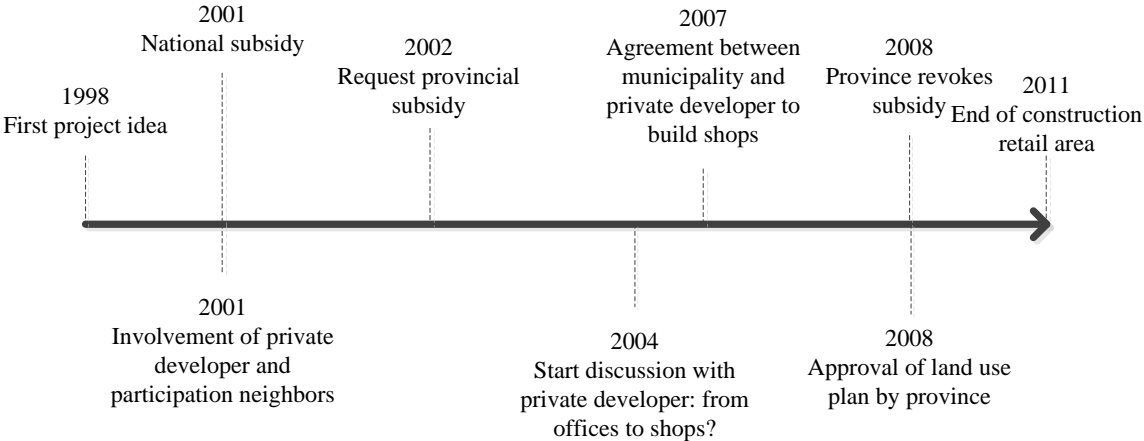 1998
First project idea
2001
National subsidy
2002
Request provincial
subsidy
2007
Agreement between
municipality and
private developer to
build shops
2008
Province revokes
subsidy
2011
End of construction
retail area
2001
Involvement of private
developer and
participation neighbors
2004
Start discussion with
private developer: from
offices to shops?
2008
Approval of land use
plan by province